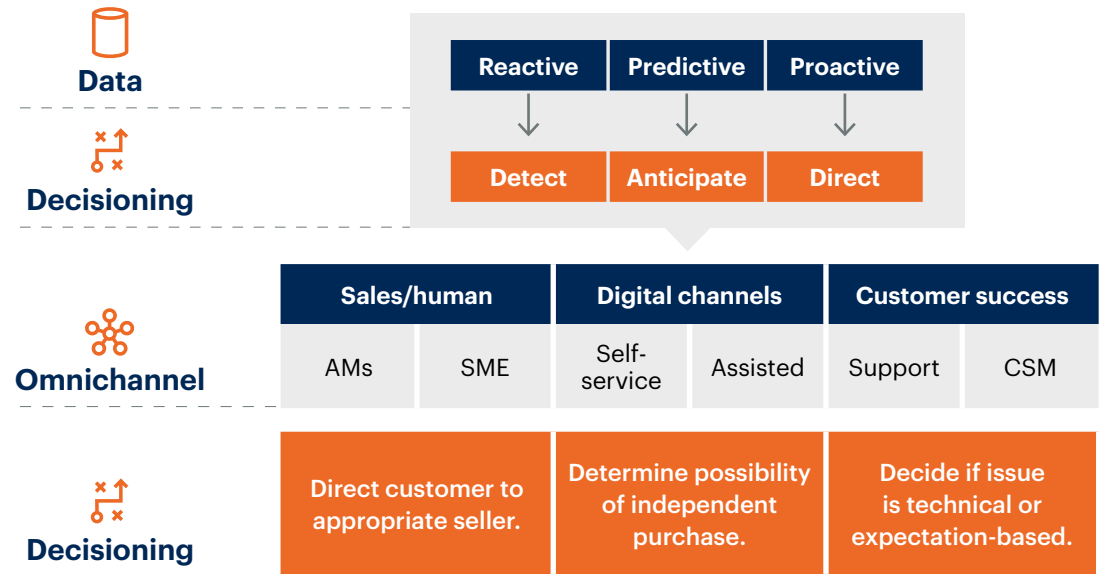 Data
Reactive
Predictive
Proactive
Decisioning
Detect
Anticipate
Direct
Omnichannel
Sales/human
Digital channels
Customer success
AMs
SME
Self-
service
Assisted
Support
CSM
Decisioning
Direct customer to
appropriate seller.
Determine possibility
of independent
purchase.
Decide if issue
is technical or
expectation-based.